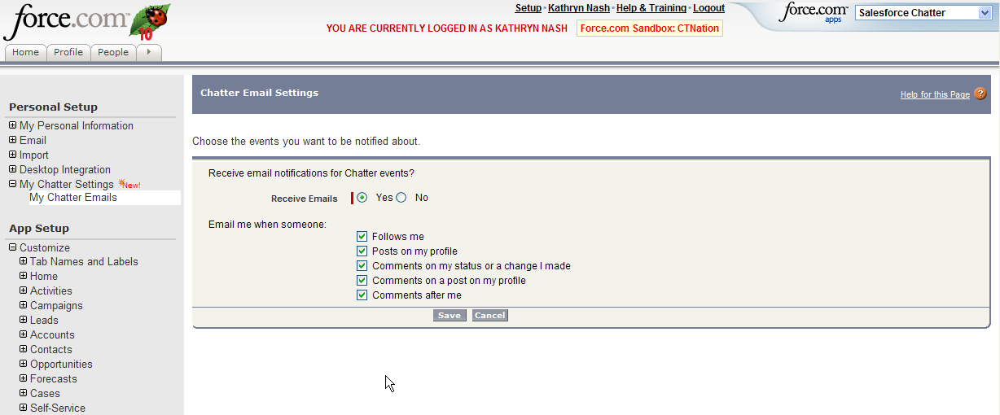 force.com™
10
Setup · Kathryn Nash · Help & Training · Logout
YOU ARE CURRENTLY LOGGED IN AS KATHRYN NASH
Force.com Sandbox: CTNation
force.com™
apps
Salesforce Chatter
Home
Profile
People
Personal Setup
My Personal Information
Email
Import
Desktop Integration
My Chatter Settings New!
My Chatter Emails
App Setup
Customize
Tab Names and Labels
Home
Activities
Campaigns
Leads
Accounts
Contacts
Opportunities
Forecasts
Cases
Self-Service
Chatter Email Settings
Help for this Page ?
Choose the events you want to be notified about.
Receive email notifications for Chatter events?
Receive Emails Yes No
Email me when someone:
Follows me
Posts on my profile
Comments on my status or a change I made
Comments on a post on my profile
Comments after me
Save Cancel